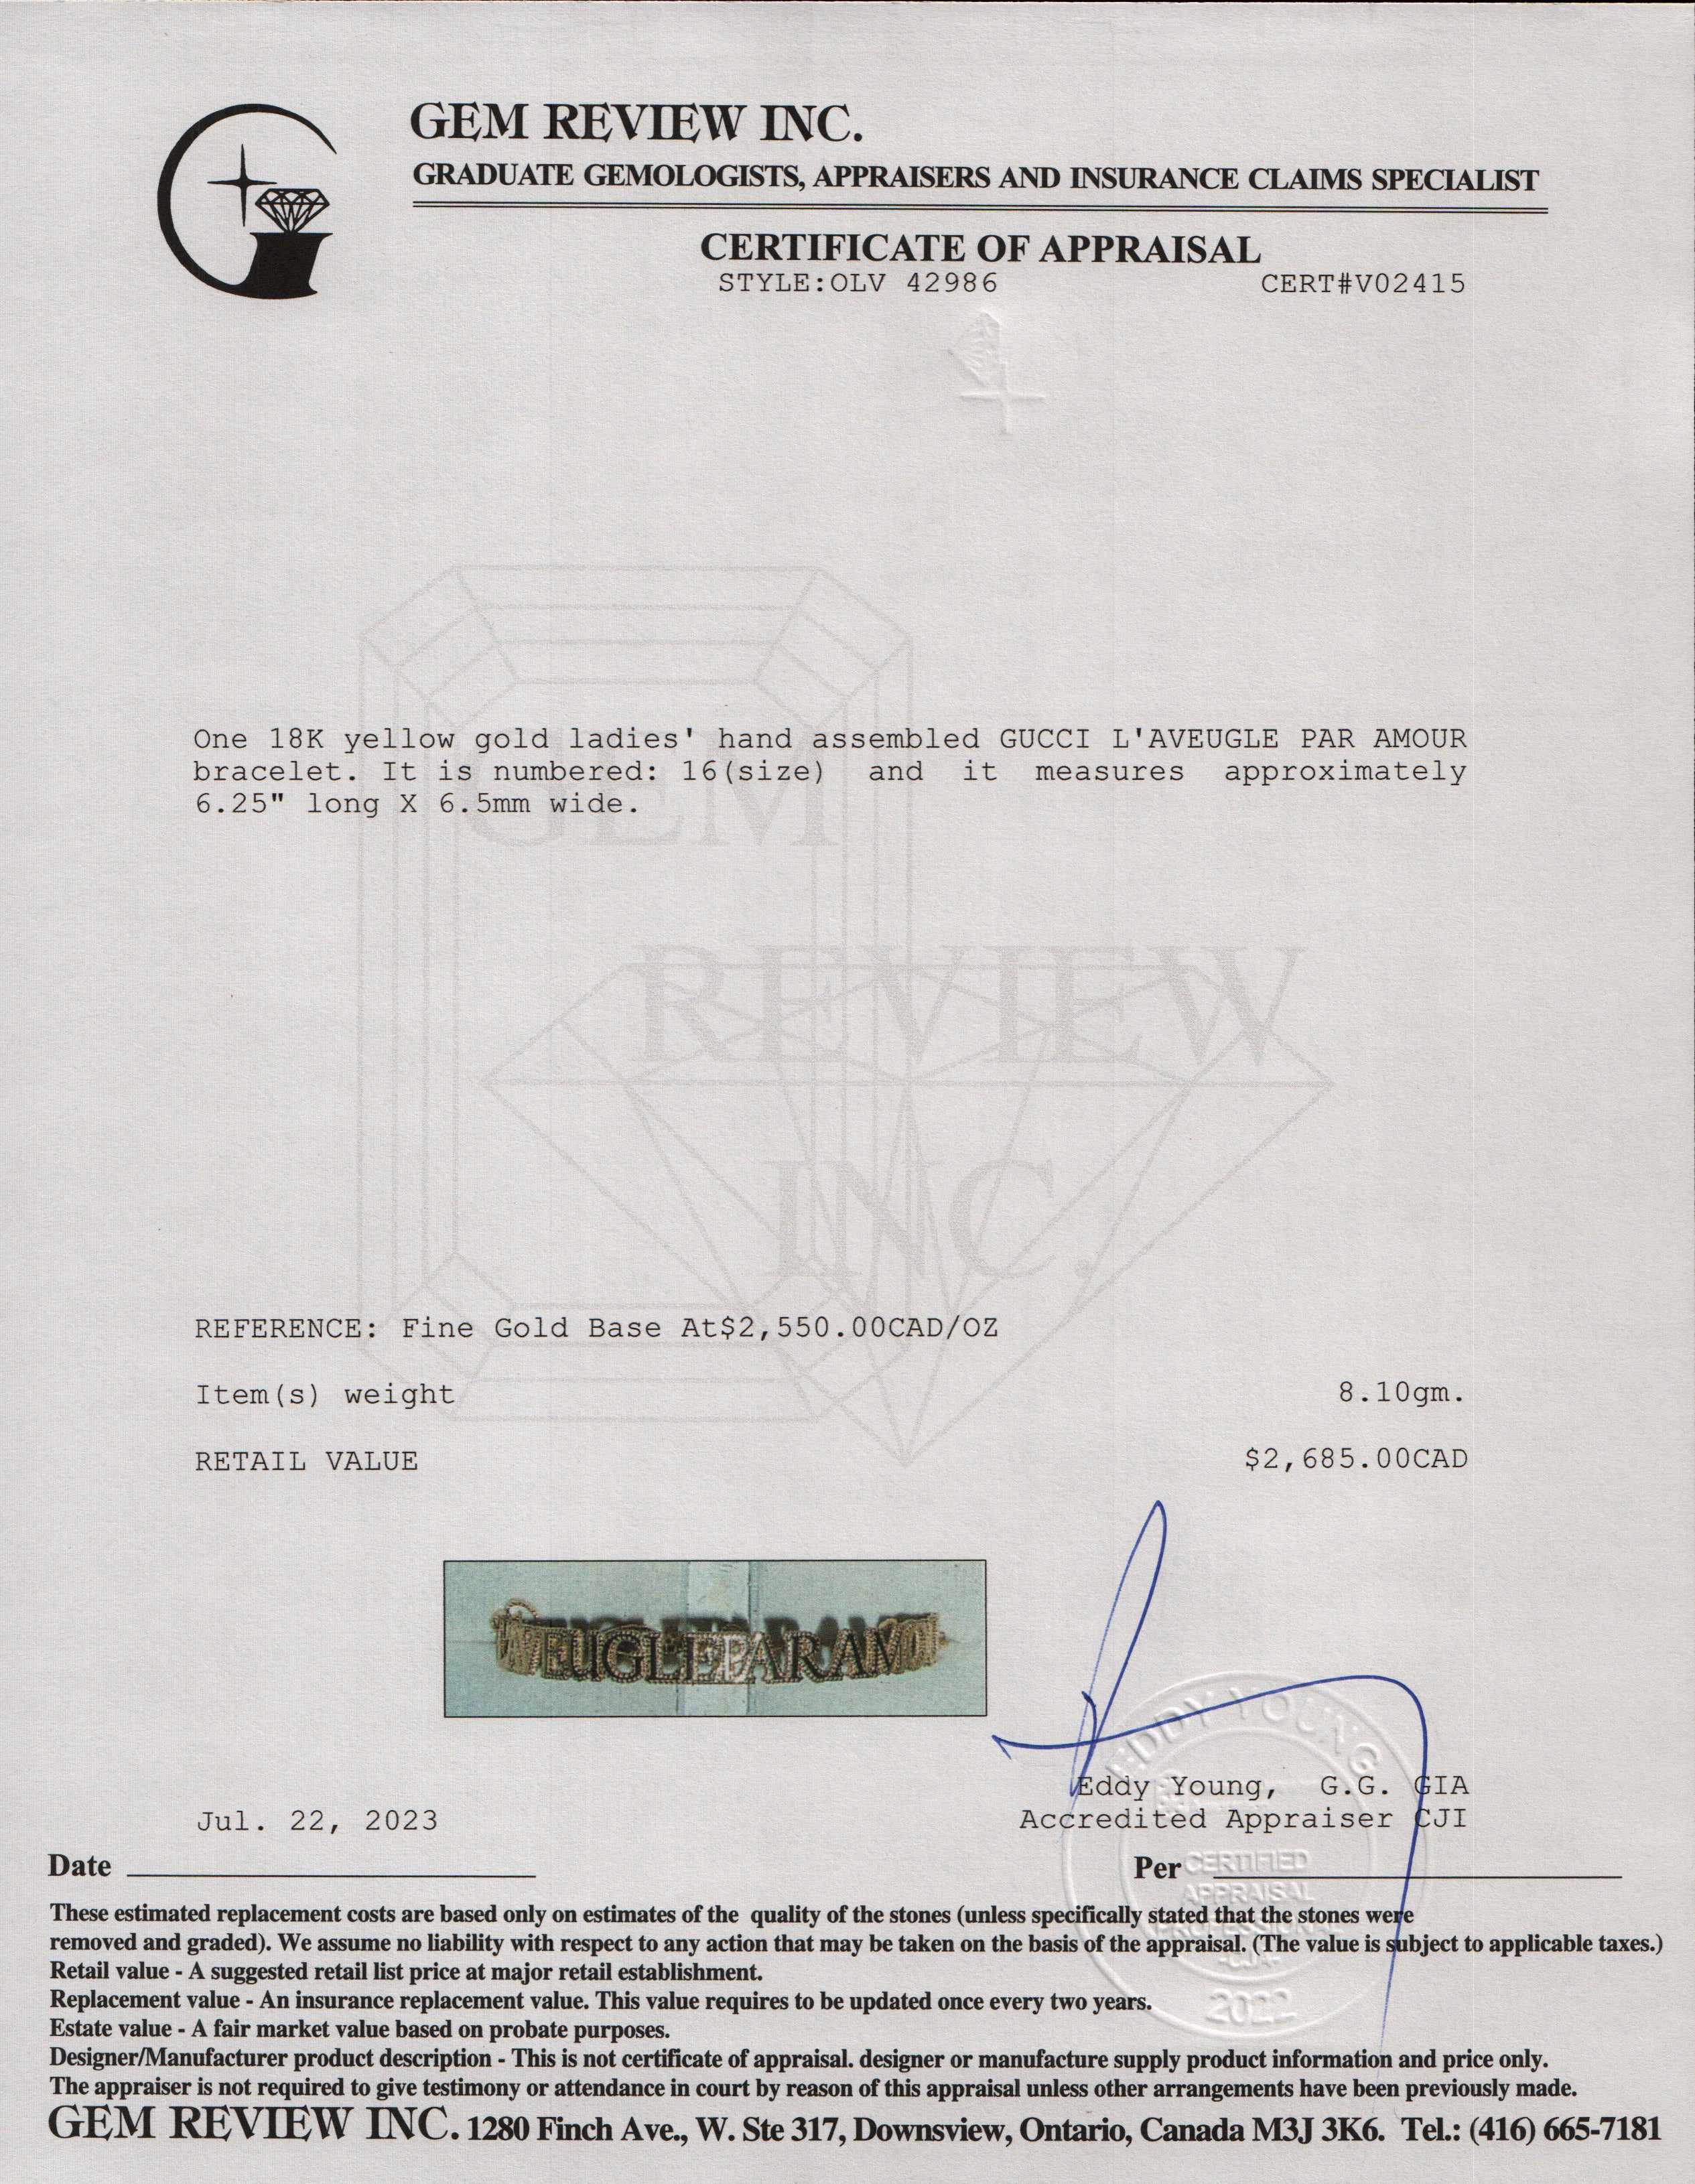 GEM REVIEW INC.
GRADUATE GEMOLOGISTS, APPRAISERS AND INSURANCE CLAIMS SPECIALIST
CERTIFICATE OF APPRAISAL
STYLE:OLV 42986 CERT#V02415
One 18K yellow gold ladies' hand assembled GUCCI L'AVEUGLE PAR AMOUR
bracelet. It is numbered: 16(size) and it measures approximately
6.25" long X 6.5mm wide.
GEM
REVIEW
INC.
REFERENCE: Fine Gold Base At$2,550.00CAD/OZ
Item(s) weight 8.10gm.
RETAIL VALUE $2,685.00CAD
EUGLEPARAMO
EDDY YOUNG
Eddy Young, G.G. GIA
Jul. 22, 2023 Accredited Appraiser CJI
Date Per
CERTIFIED
APPRAISAL
PROFESSIONAL
2022
These estimated replacement costs are based only on estimates of the quality of the stones (unless specifically stated that the stones were
removed and graded). We assume no liability with respect to any action that may be taken on the basis of the appraisal. (The value is subject to applicable taxes.)
Retail value - A suggested retail list price at major retail establishment.
Replacement value - An insurance replacement value. This value requires to be updated once every two years.
Estate value - A fair market value based on probate purposes.
Designer/Manufacturer product description - This is not certificate of appraisal. designer or manufacture supply product information and price only.
The appraiser is not required to give testimony or attendance in court by reason of this appraisal unless other arrangements have been previously made.
GEM REVIEW INC. 1280 Finch Ave., W. Ste 317, Downsview, Ontario, Canada M3J 3K6. Tel.: (416) 665-7181